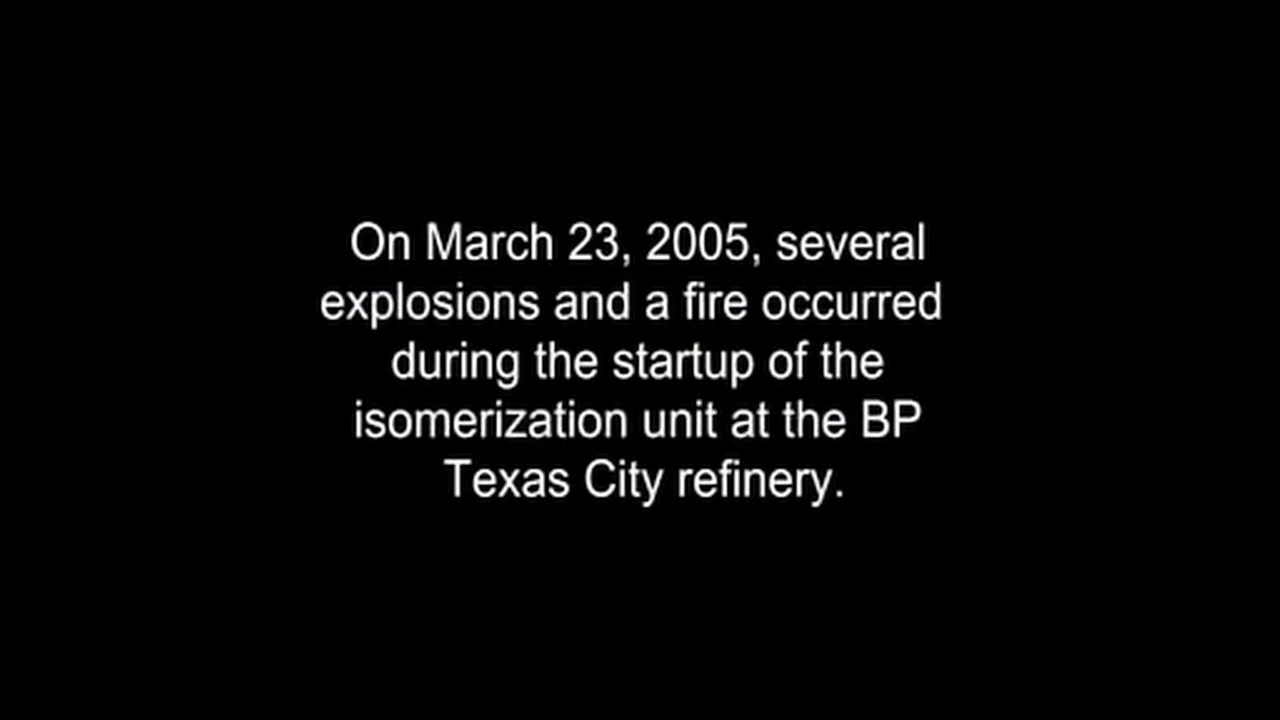 On March 23, 2005, several
explosions and a fire occurred
during the startup of the
isomerization unit at the BP
Texas City refinery.